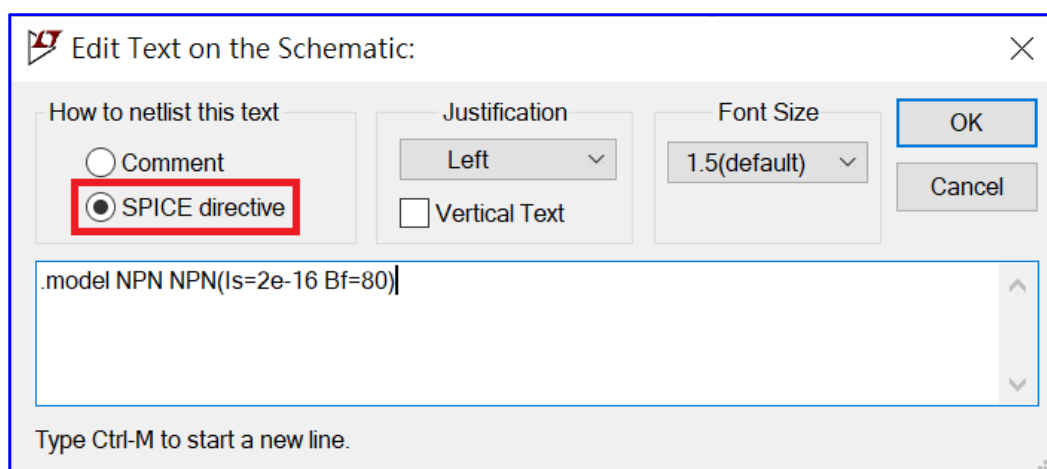 Edit Text on the Schematic:
How to netlist this text
Justification
Font Size
OK
Comment
Left
1.5(default)
SPICE directive
Vertical Text
Cancel
.model NPN NPN(Is=2e-16 Bf=80)
Type Ctrl-M to start a new line.